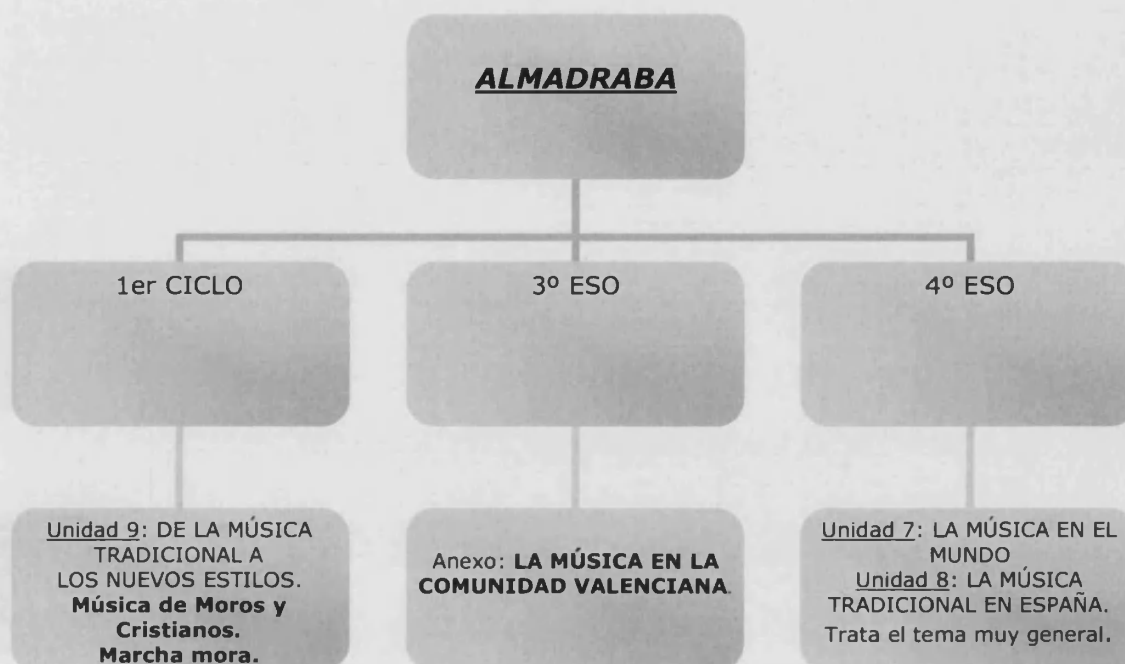 ALMADRABA
1er CICLO
3º ESO
4º ESO
Unidad 9: DE LA MÚSICA
TRADICIONAL A
LOS NUEVOS ESTILOS.
Música de Moros y
Cristianos.
Marcha mora.
Anexo: LA MÚSICA EN LA
COMUNIDAD VALENCIANA.
Unidad 7: LA MÚSICA EN EL
MUNDO
Unidad 8: LA MÚSICA
TRADICIONAL EN ESPAÑA.
Trata el tema muy general.